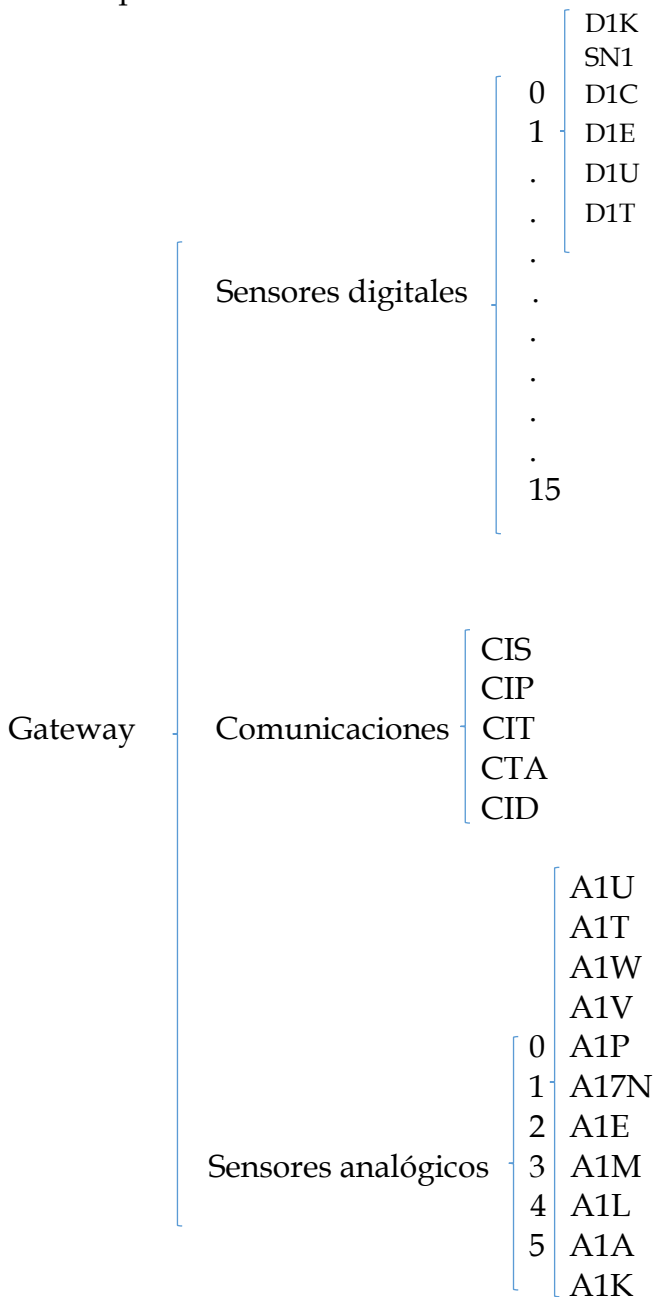 D1K
SN1
0 D1C
1 D1E
. D1U
. D1T
.
Sensores digitales .
.
.
.
.
15
CIS
CIP
Gateway Comunicaciones CIT
CTA
CID
A1U
A1T
A1W
A1V
0 A1P
1 A17N
2 A1E
Sensores analógicos 3 A1M
4 A1L
5 A1A
A1K